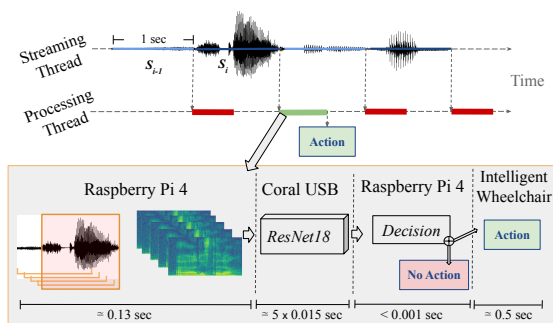 1 sec
Streaming
Thread
S_{i-1}
S_i
Time
Processing
Thread
Action
Raspberry Pi 4
Coral USB
Raspberry Pi 4
Intelligent
Wheelchair
ResNet18
Decision
Action
No Action
≃ 0.13 sec
≃ 5 x 0.015 sec
< 0.001 sec
≃ 0.5 sec